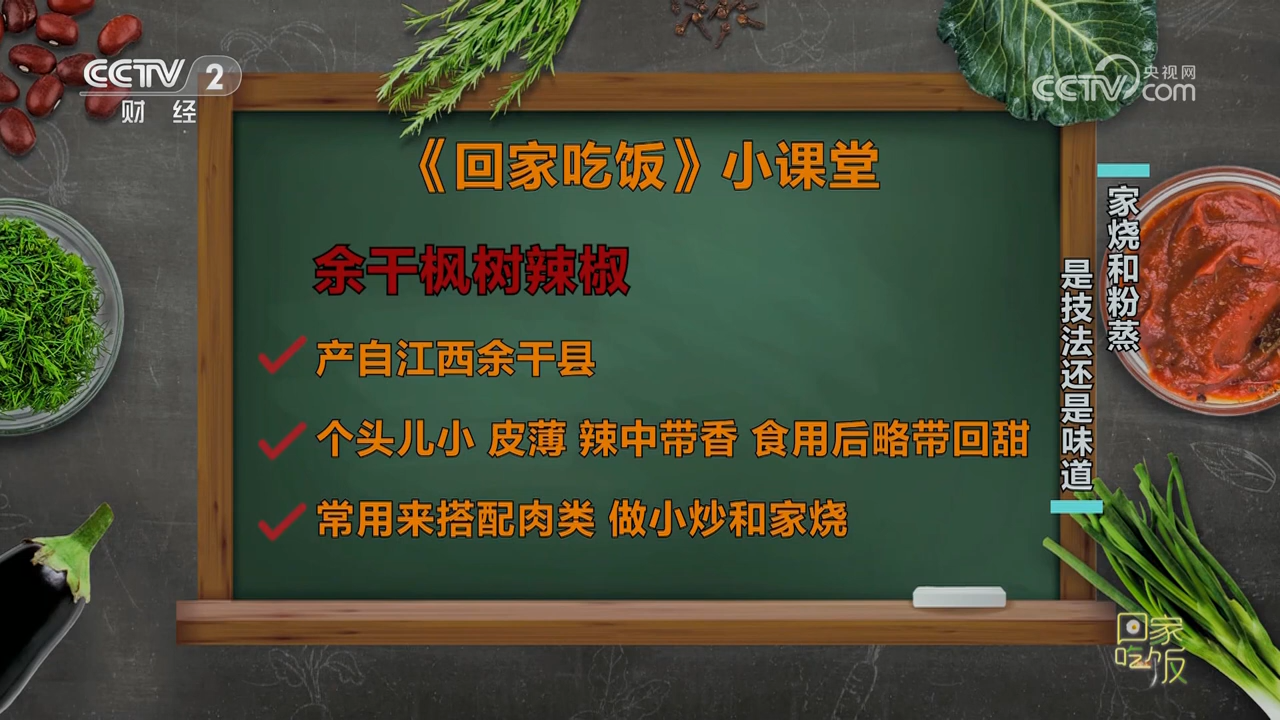 CCTV 2
财 经
央视网
CCTV.com
《回家吃饭》小课堂
余干枫树辣椒
产自江西余干县
个头儿小 皮薄 辣中带香 食用后略带回甜
常用来搭配肉类 做小炒和家烧
家烧和粉蒸
是技法还是味道
回家
吃饭